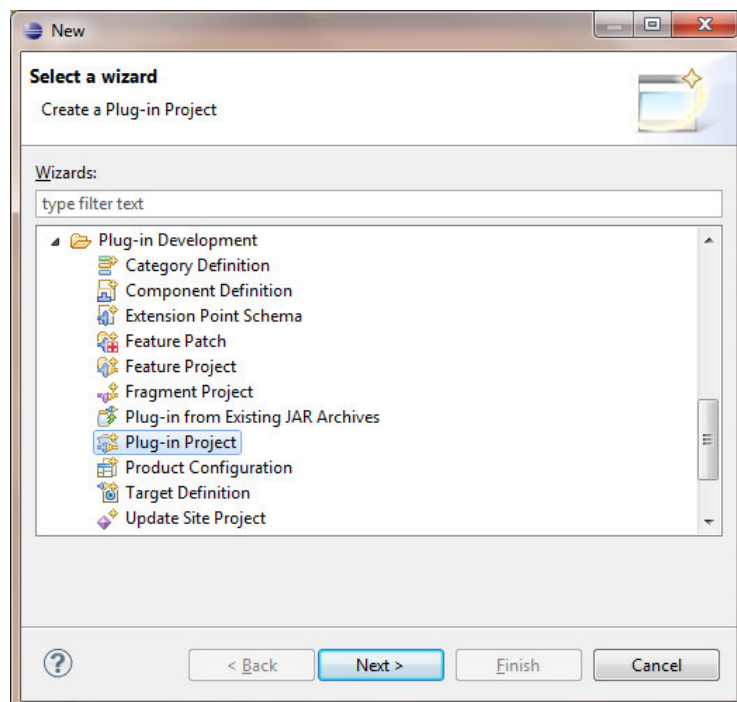 New
Select a wizard
Create a Plug-in Project
Wizards:
type filter text
Plug-in Development
Category Definition
Component Definition
Extension Point Schema
Feature Patch
Feature Project
Fragment Project
Plug-in from Existing JAR Archives
Plug-in Project
Product Configuration
Target Definition
Update Site Project
? < Back Next > Finish Cancel